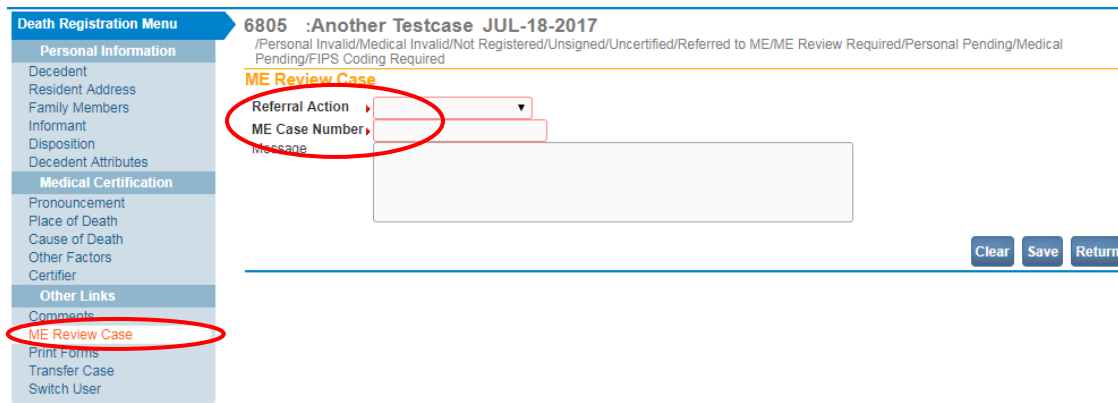 Death Registration Menu
Personal Information
Decedent
Resident Address
Family Members
Informant
Disposition
Decedent Attributes
Medical Certification
Pronouncement
Place of Death
Cause of Death
Other Factors
Certifier
Other Links
Comments
ME Review Case
Print Forms
Transfer Case
Switch User
6805 :Another Testcase JUL-18-2017
/Personal Invalid/Medical Invalid/Not Registered/Unsigned/Uncertified/Referred to ME/ME Review Required/Personal Pending/Medical
Pending/FIPS Coding Required
ME Review Case
Referral Action
ME Case Number
Message
Clear Save Return